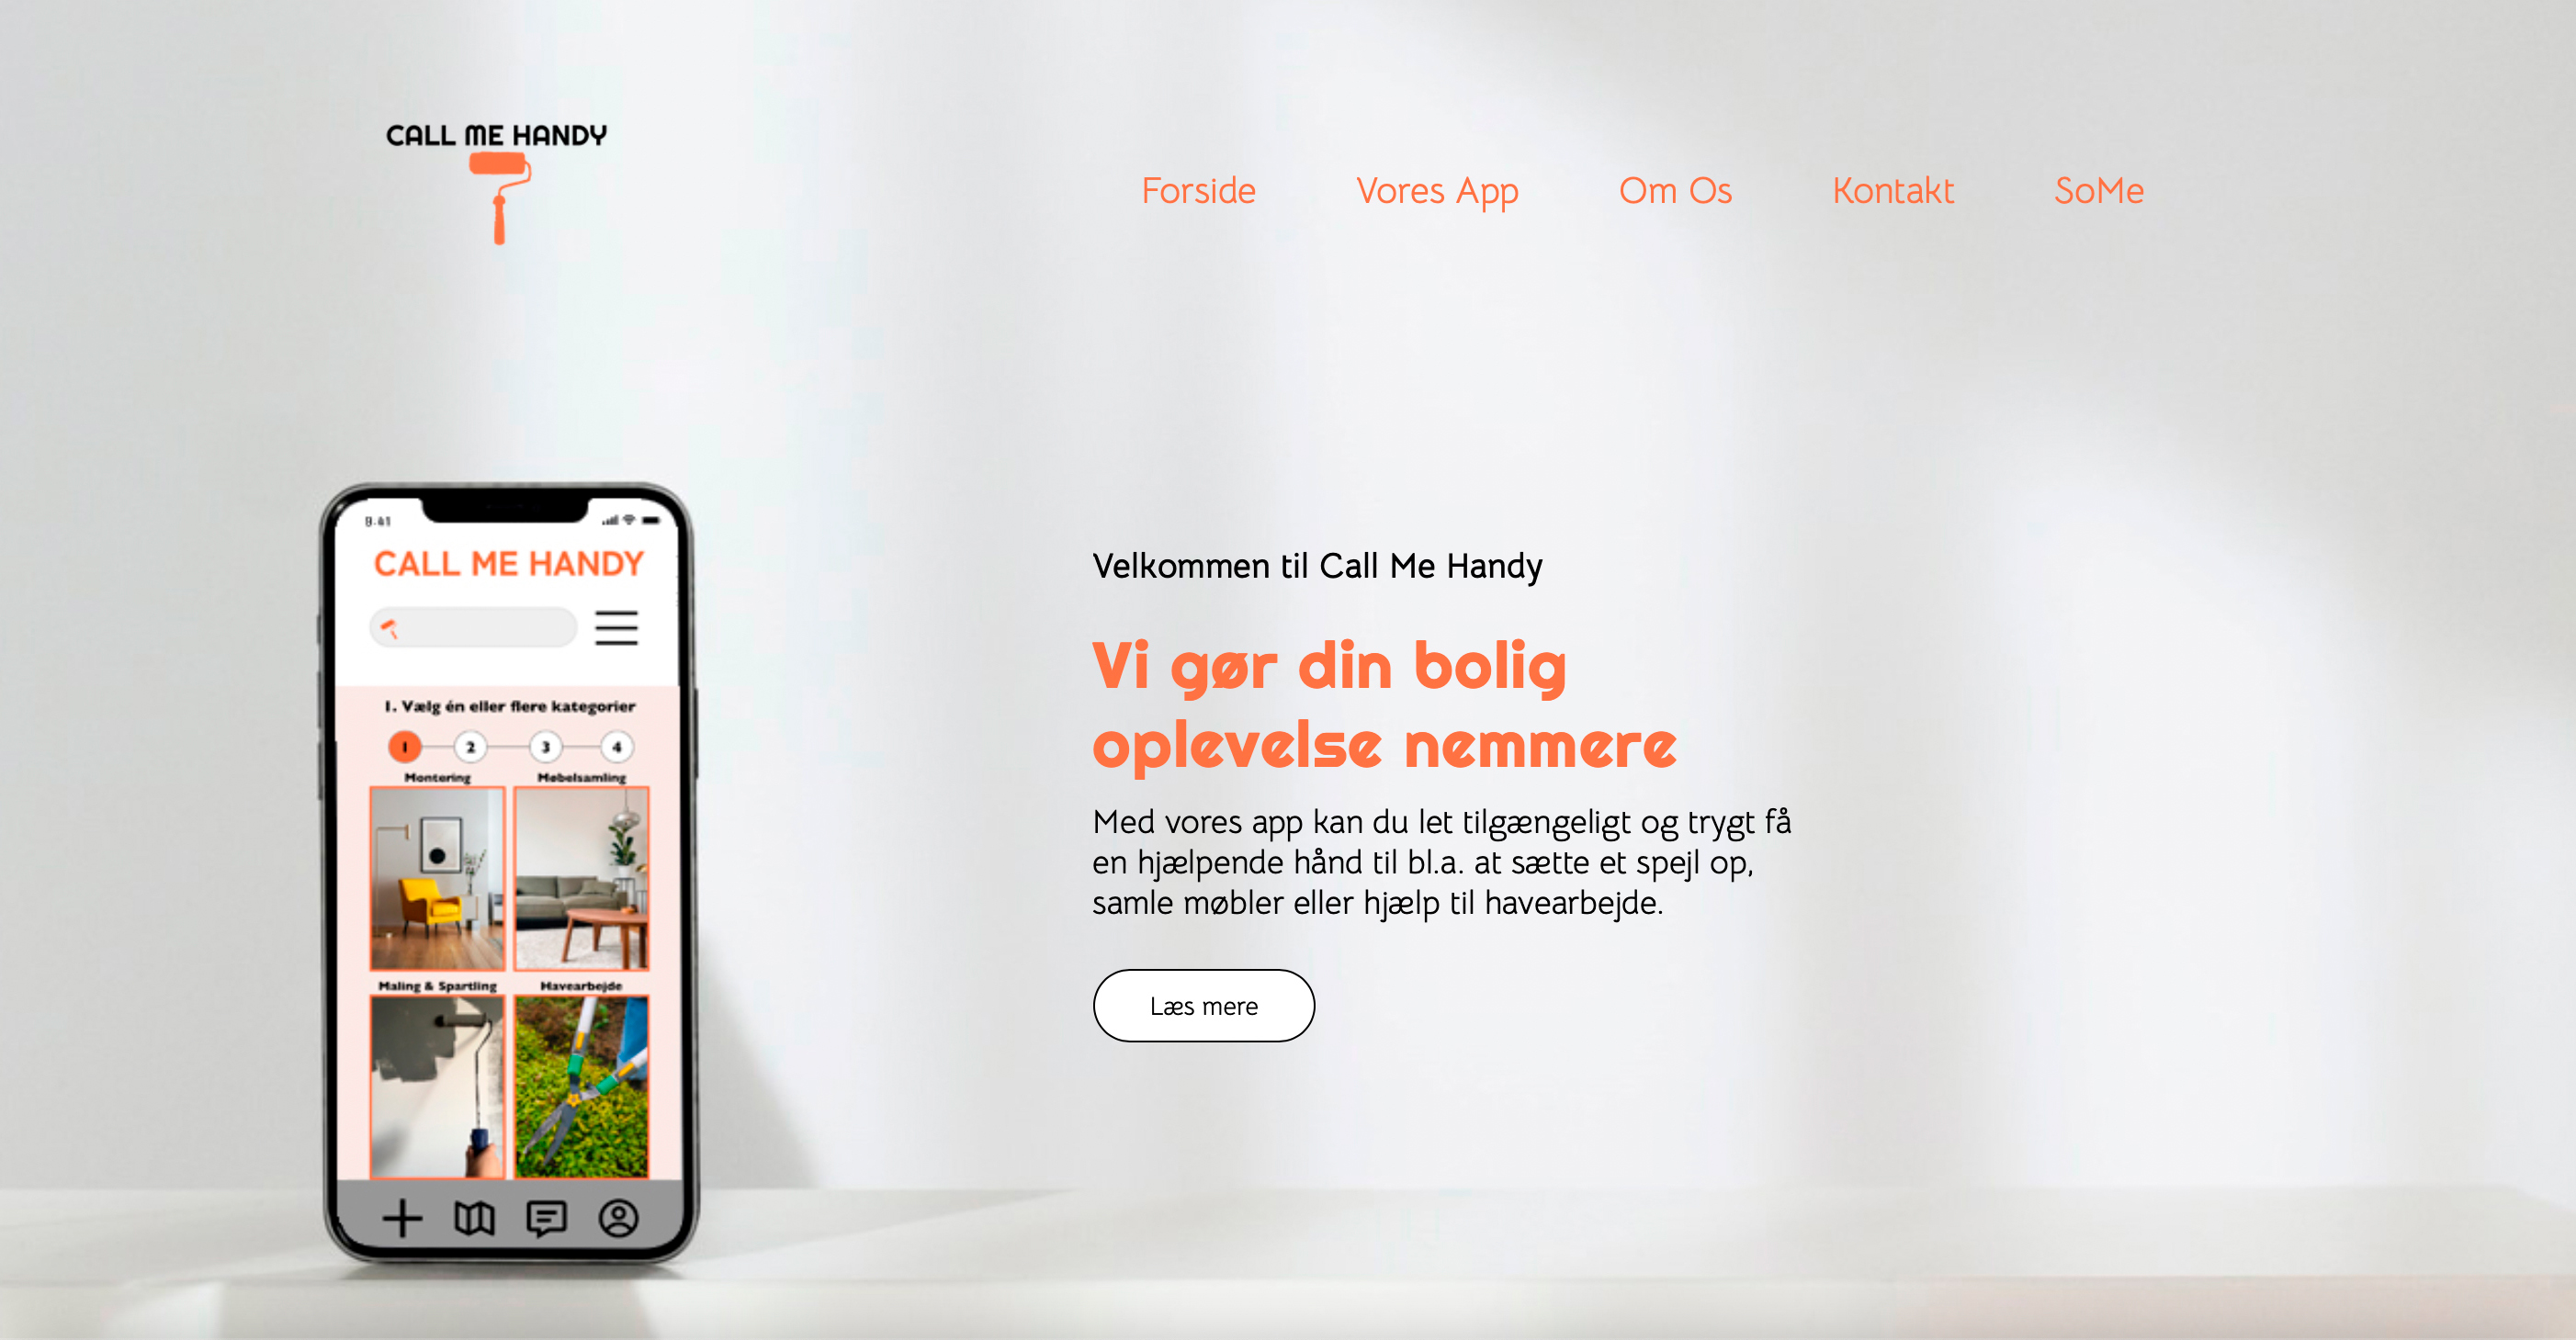 CALL ME HANDY
Forside
Vores App
Om Os
Kontakt
SoMe
9:41
CALL ME HANDY
1. Vælg én eller flere kategorier
1
2
3
4
Montering
Møbelsamling
Maling & Spartling
Havearbejde
Velkommen til Call Me Handy
Vi gør din bolig
oplevelse nemmere
Med vores app kan du let tilgængeligt og trygt få
en hjælpende hånd til bl.a. at sætte et spejl op,
samle møbler eller hjælp til havearbejde.
Læs mere